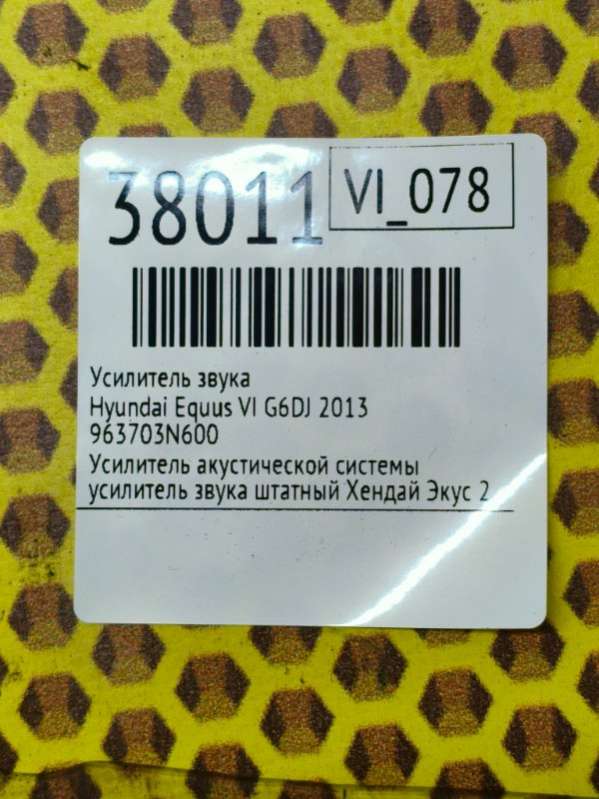 38011
VI_078
Усилитель звука
Hyundai Equus VI G6DJ 2013
963703N600
Усилитель акустической системы
усилитель звука штатный Хендай Экус 2